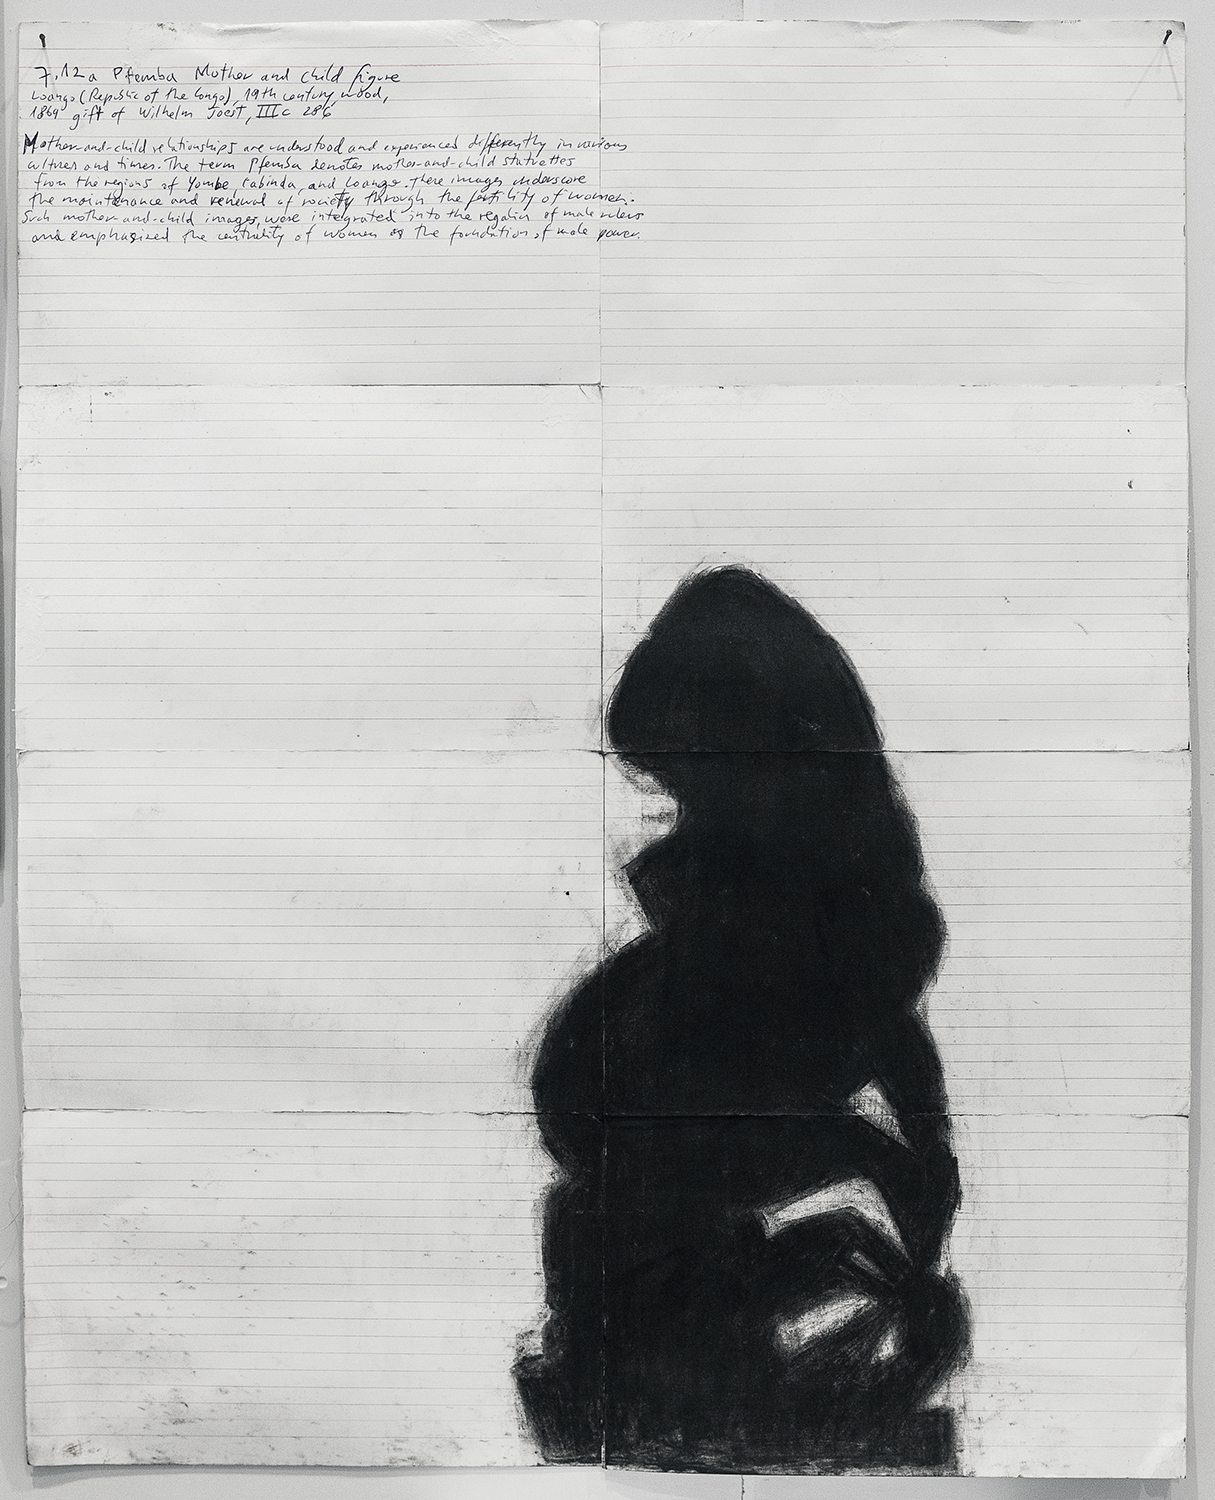 7.12a Pfemba Mother and child figure
Loango (Republic of the Congo), 19th century, wood,
1869 gift of Wilhelm Joest, III c 286
Mother-and-child relationships are understood and experienced differently in various
cultures and times. The term Pfemba denotes mother-and-child statuettes
from the regions of Yombe Cabinda, and Loango. These images underscore
the maintenance and renewal of society through the fertility of women.
Such mother-and-child images, were integrated into the regalia of male rulers
and emphasized the centrality of women as the foundation of male power.